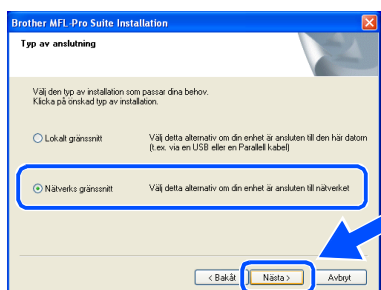 Brother MFL-Pro Suite Installation
Typ av anslutning
Välj den typ av installation som passar dina behov.
Klicka på önskad typ av installation.
Lokalt gränssnitt
Välj detta alternativ om din enhet är ansluten till den här datorn
(t.ex. via en USB eller en Parallell kabel)
Nätverks gränssnitt
Välj detta alternativ om din enhet är ansluten till nätverket
< Bakåt
Nästa >
Avbryt